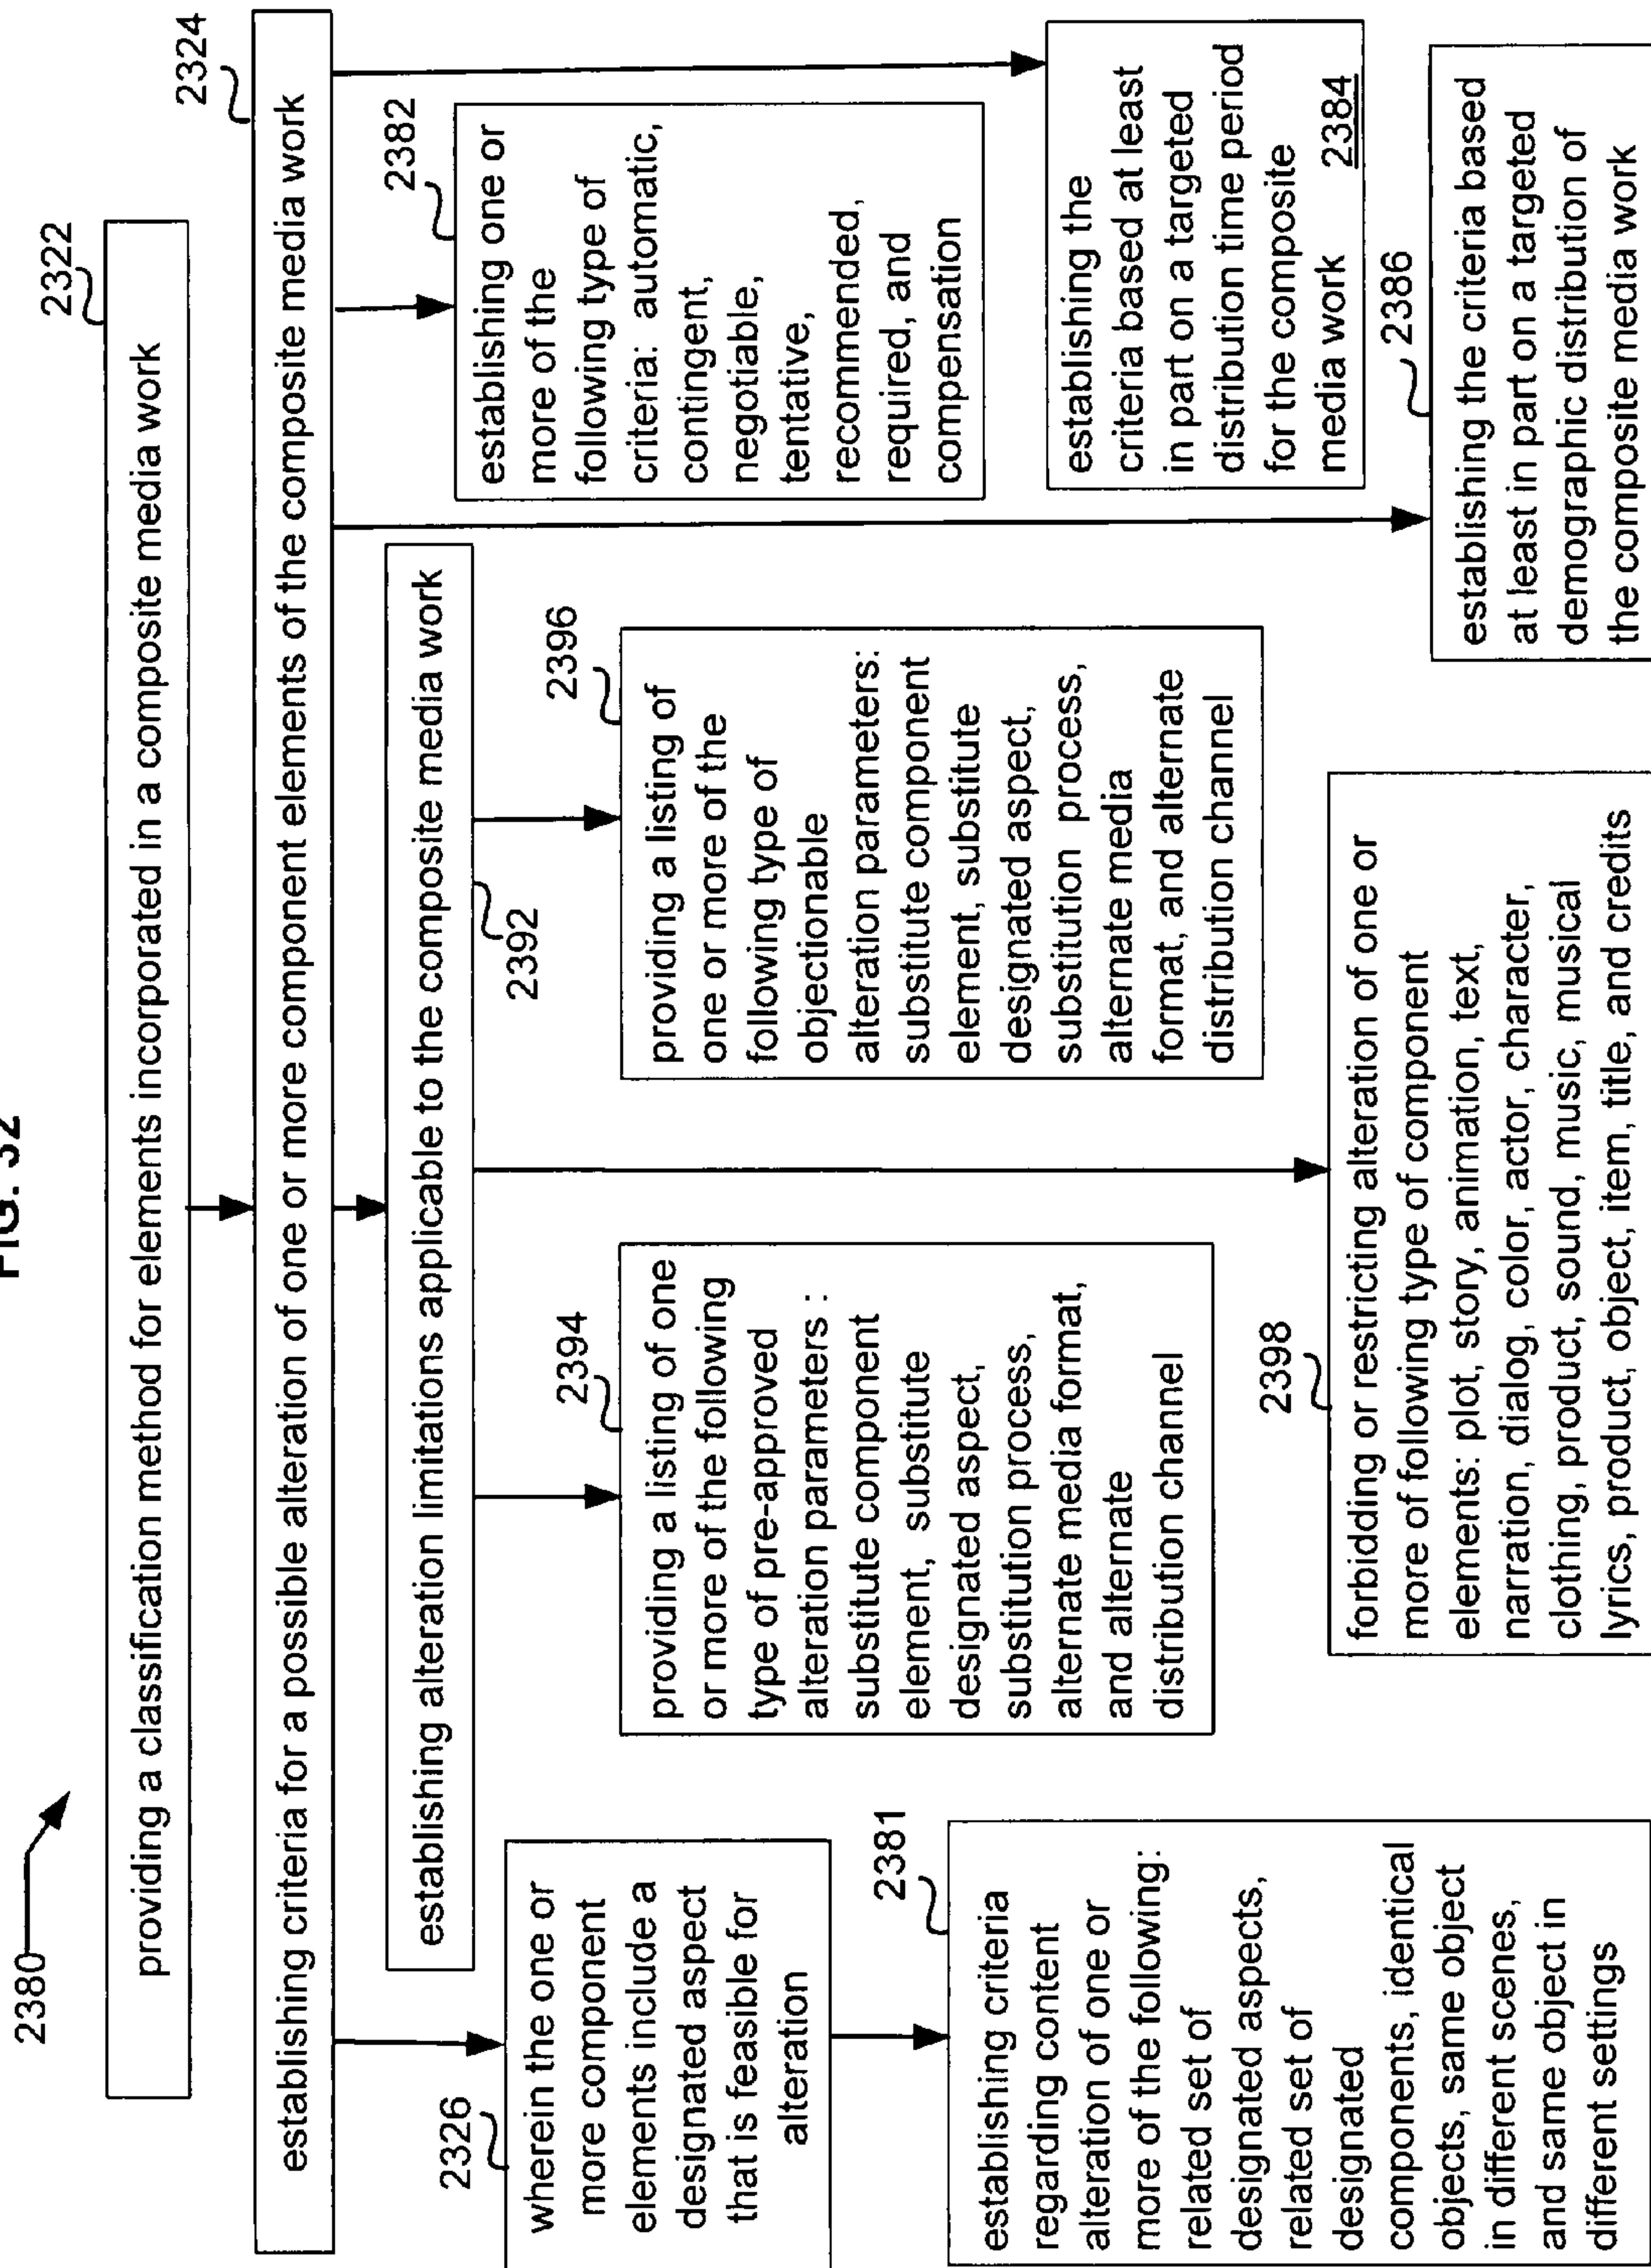 FIG. 32
2380
2322
providing a classification method for elements incorporated in a composite media work
2324
establishing criteria for a possible alteration of one or more component elements of the composite media work
2326
wherein the one or
more component
elements include a
designated aspect
that is feasible for
alteration
2381
establishing criteria
regarding content
alteration of one or
more of the following:
related set of
designated aspects,
related set of
designated
components, identical
objects, same object
in different scenes,
and same object in
different settings
establishing alteration limitations applicable to the composite media work
2392
2394
providing a listing of one
or more of the following
type of pre-approved
alteration parameters :
substitute component
element, substitute
designated aspect,
substitution process,
alternate media format,
and alternate
distribution channel
2396
providing a listing of
one or more of the
following type of
objectionable
alteration parameters:
substitute component
element, substitute
designated aspect,
substitution process,
alternate media
format, and alternate
distribution channel
2398
forbidding or restricting alteration of one or
more of following type of component
elements: plot, story, animation, text,
narration, dialog, color, actor, character,
clothing, product, sound, music, musical
lyrics, product, object, item, title, and credits
2382
establishing one or
more of the
following type of
criteria: automatic,
contingent,
negotiable,
tentative,
recommended,
required, and
compensation
establishing the
criteria based at least
in part on a targeted
distribution time period
for the composite
media work 2384
2386
establishing the criteria based
at least in part on a targeted
demographic distribution of
the composite media work